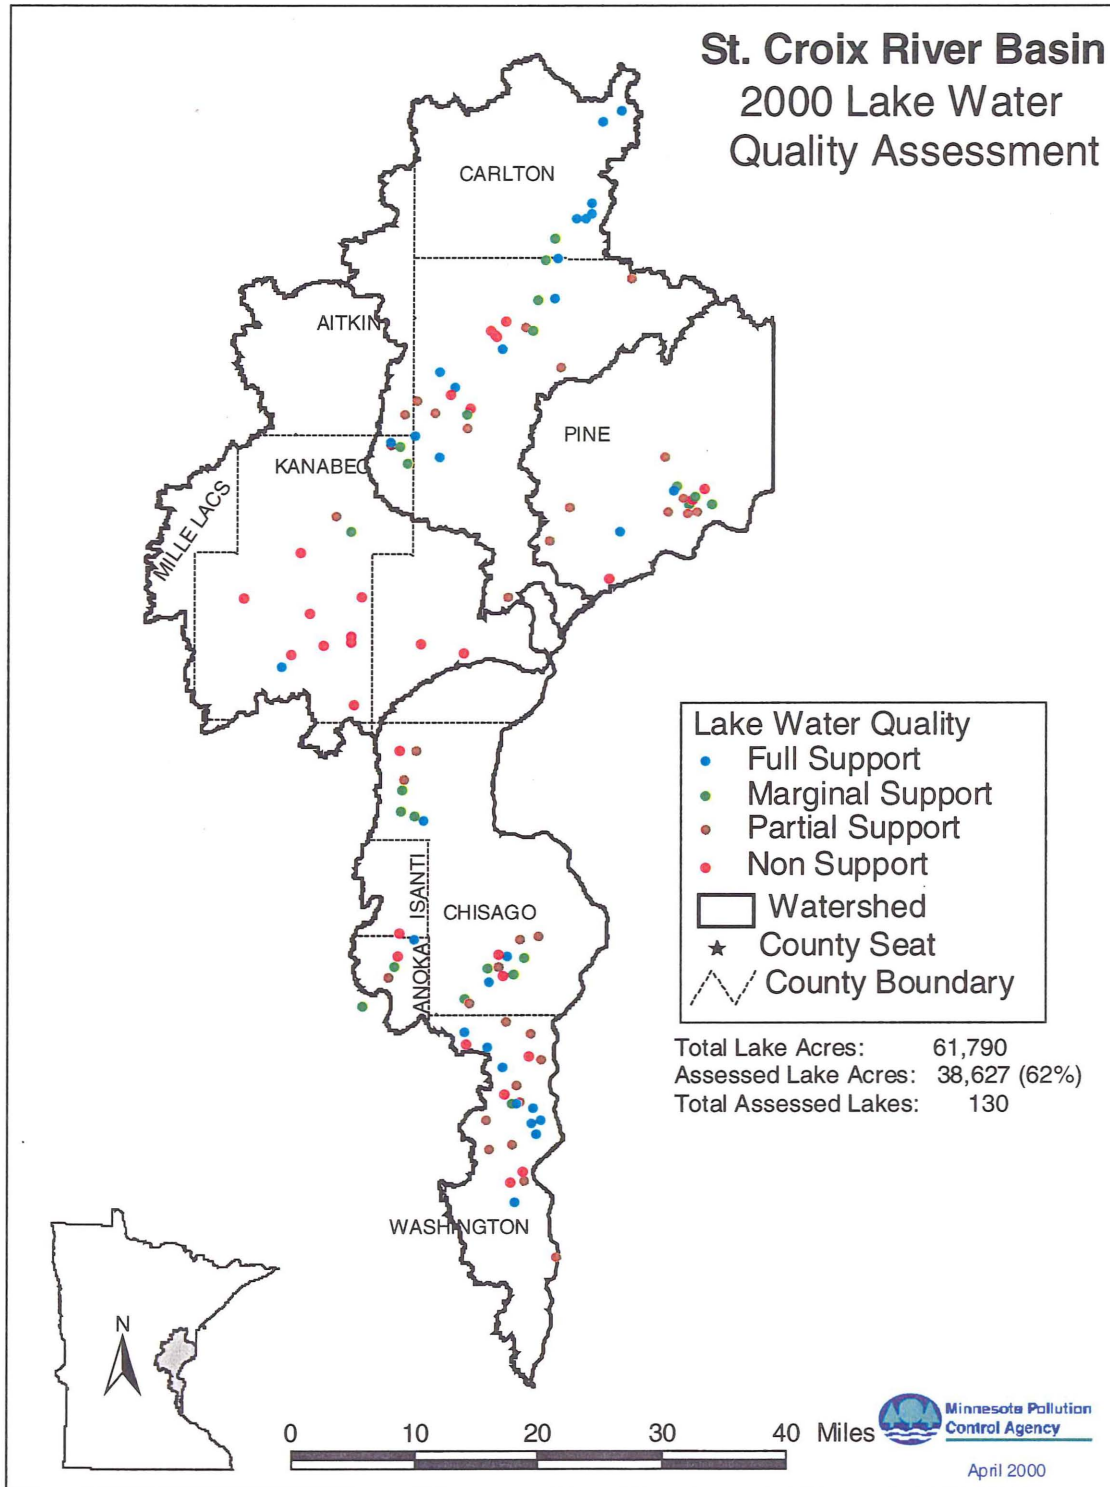 St. Croix River Basin
2000 Lake Water
Quality Assessment
CARLTON
AITKIN
PINE
KANABEC
MILLE LACS
ISANTI
CHISAGO
ANOKA
WASHINGTON
Lake Water Quality
Full Support
Marginal Support
Partial Support
Non Support
Watershed
County Seat
County Boundary
Total Lake Acres: 61,790
Assessed Lake Acres: 38,627 (62%)
Total Assessed Lakes: 130
N
0 10 20 30 40 Miles
Minnesota Pollution
Control Agency
April 2000